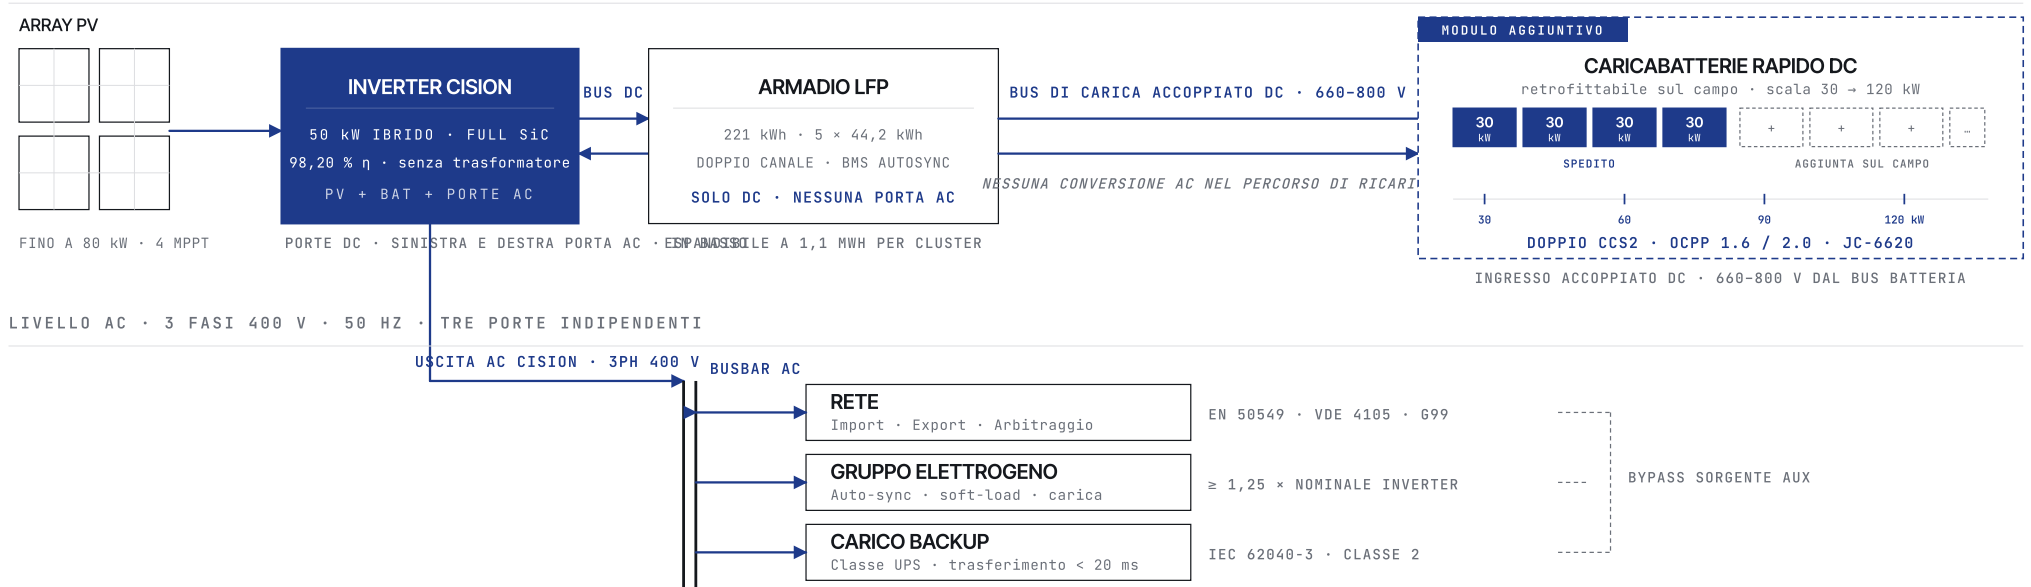 ARRAY PV
FINO A 80 kW · 4 MPPT
INVERTER CISION
50 kW IBRIDO · FULL SiC
98,20 % η · senza trasformatore
PV + BAT + PORTE AC
PORTE DC · SINISTRA E DESTRA PORTA AC · IN BASSO
BUS DC
ARMADIO LFP
221 kWh · 5 × 44,2 kWh
DOPPIO CANALE · BMS AUTOSYNC
SOLO DC · NESSUNA PORTA AC
ESPANDIBILE A 1,1 MWH PER CLUSTER
BUS DI CARICA ACCOPPIATO DC · 660–800 V
NESSUNA CONVERSIONE AC NEL PERCORSO DI RICARI
MODULO AGGIUNTIVO
CARICABATTERIE RAPIDO DC
retrofittabile sul campo · scala 30 → 120 kW
30 30 30 30 + + + …
kW kW kW kW
SPEDITO AGGIUNTA SUL CAMPO
30 60 90 120 kW
DOPPIO CCS2 · OCPP 1.6 / 2.0 · JC-6620
INGRESSO ACCOPPIATO DC · 660–800 V DAL BUS BATTERIA
LIVELLO AC · 3 FASI 400 V · 50 HZ · TRE PORTE INDIPENDENTI
USCITA AC CISION · 3PH 400 V
BUSBAR AC
RETE
Import · Export · Arbitraggio
EN 50549 · VDE 4105 · G99
GRUPPO ELETTROGENO
Auto-sync · soft-load · carica
≥ 1,25 × NOMINALE INVERTER
BYPASS SORGENTE AUX
CARICO BACKUP
Classe UPS · trasferimento < 20 ms
IEC 62040-3 · CLASSE 2